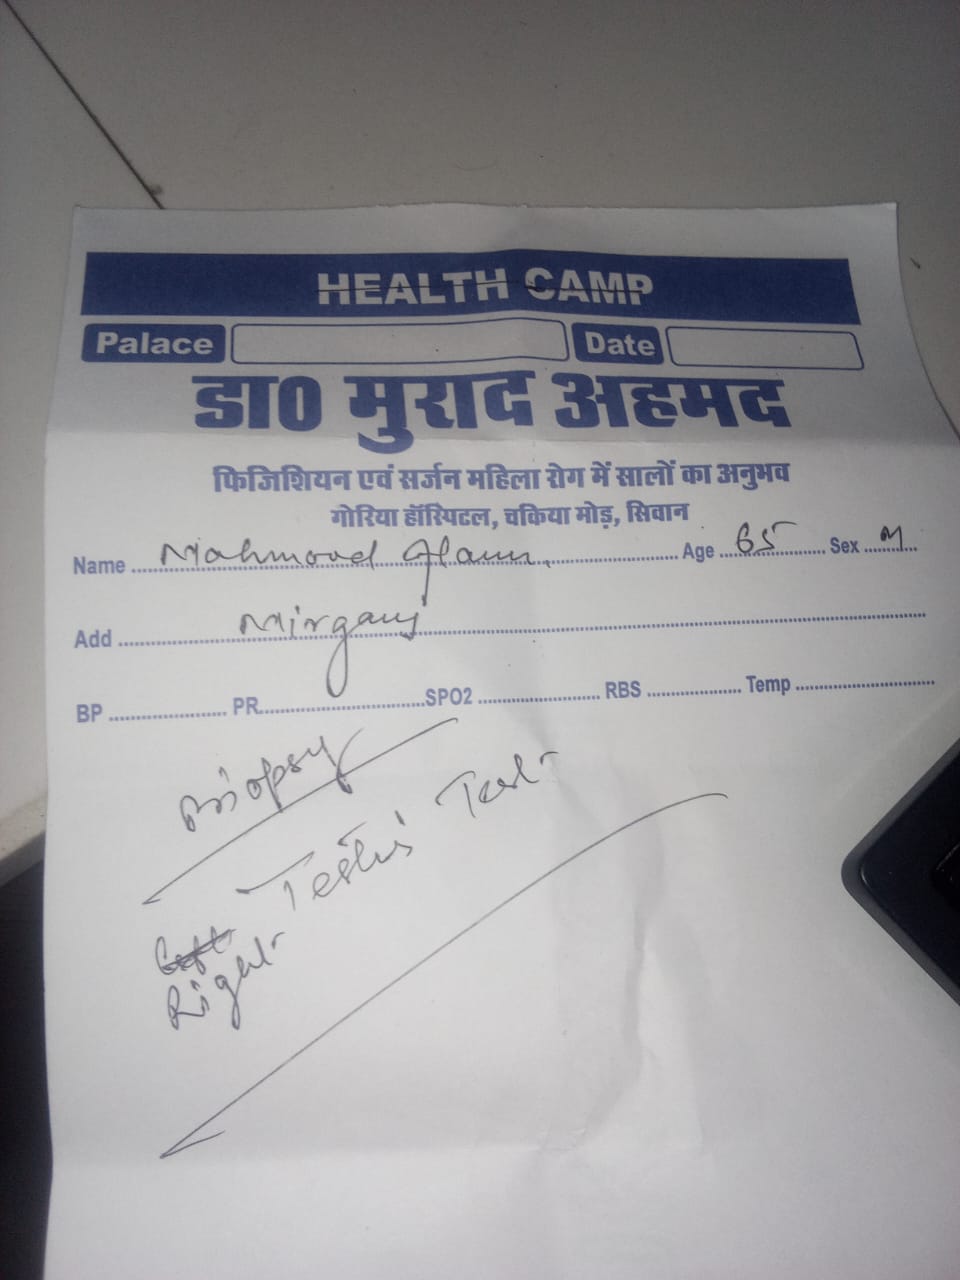 HEALTH CAMP
Palace Date
डा0 मुराद अहमद
फिजिशियन एवं सर्जन महिला रोग में सालों का अनुभव
गोरिया हॉस्पिटल, चकिया मोड़, सिवान
Name Mahmood Age 65 Sex M
Add Mirganj
BP PR SPO2 RBS Temp
Biopsy
Left Testis Test
Right